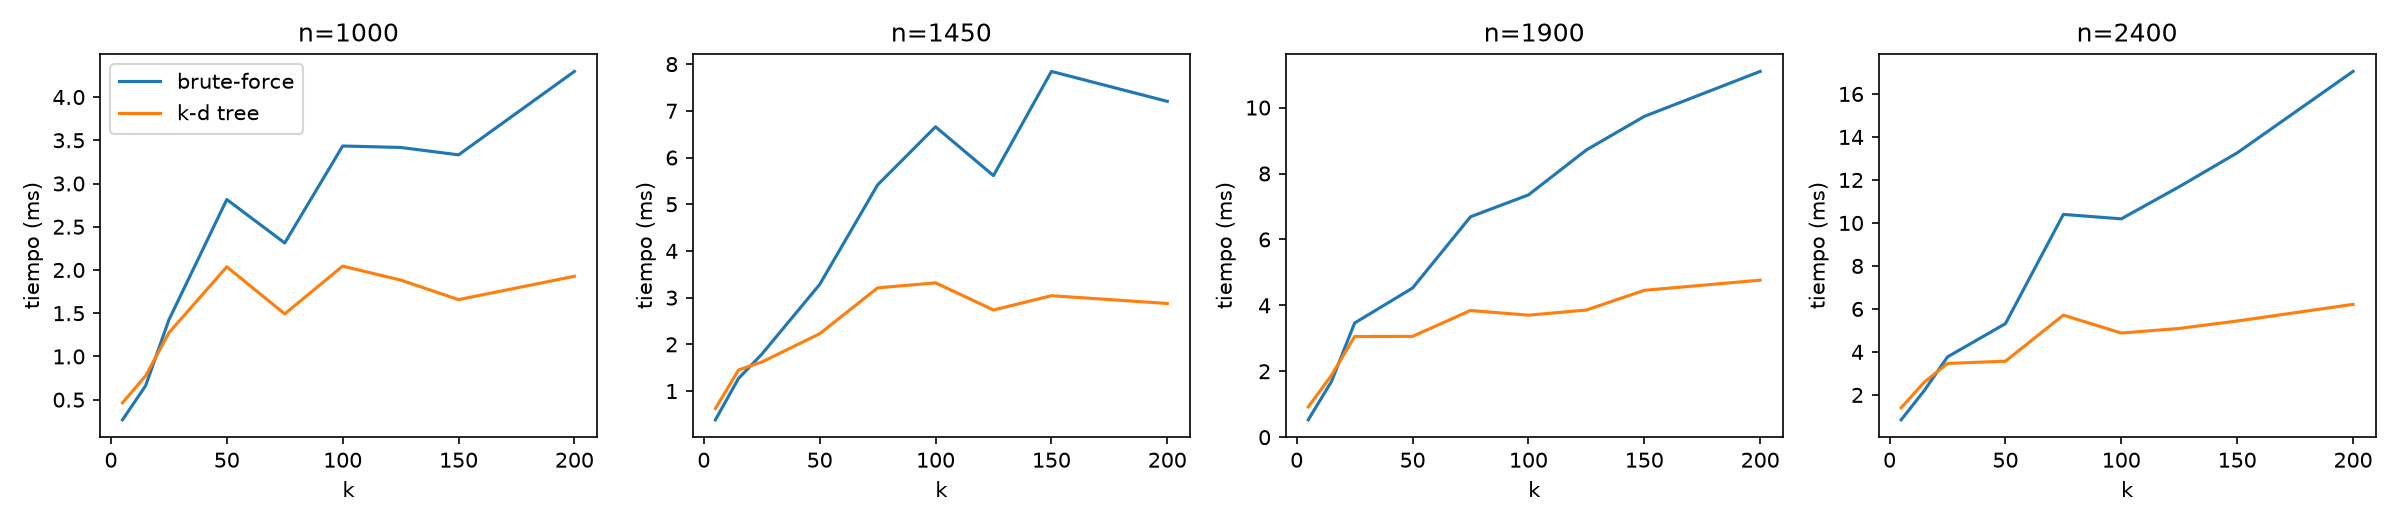 n=1000
4.0
3.5
3.0
2.5
2.0
1.5
1.0
0.5
tiempo (ms)
brute-force
k-d tree
0 50 100 150 200
k
n=1450
8
7
6
5
4
3
2
1
tiempo (ms)
0 50 100 150 200
k
n=1900
10
8
6
4
2
0
tiempo (ms)
0 50 100 150 200
k
n=2400
16
14
12
10
8
6
4
2
tiempo (ms)
0 50 100 150 200
k